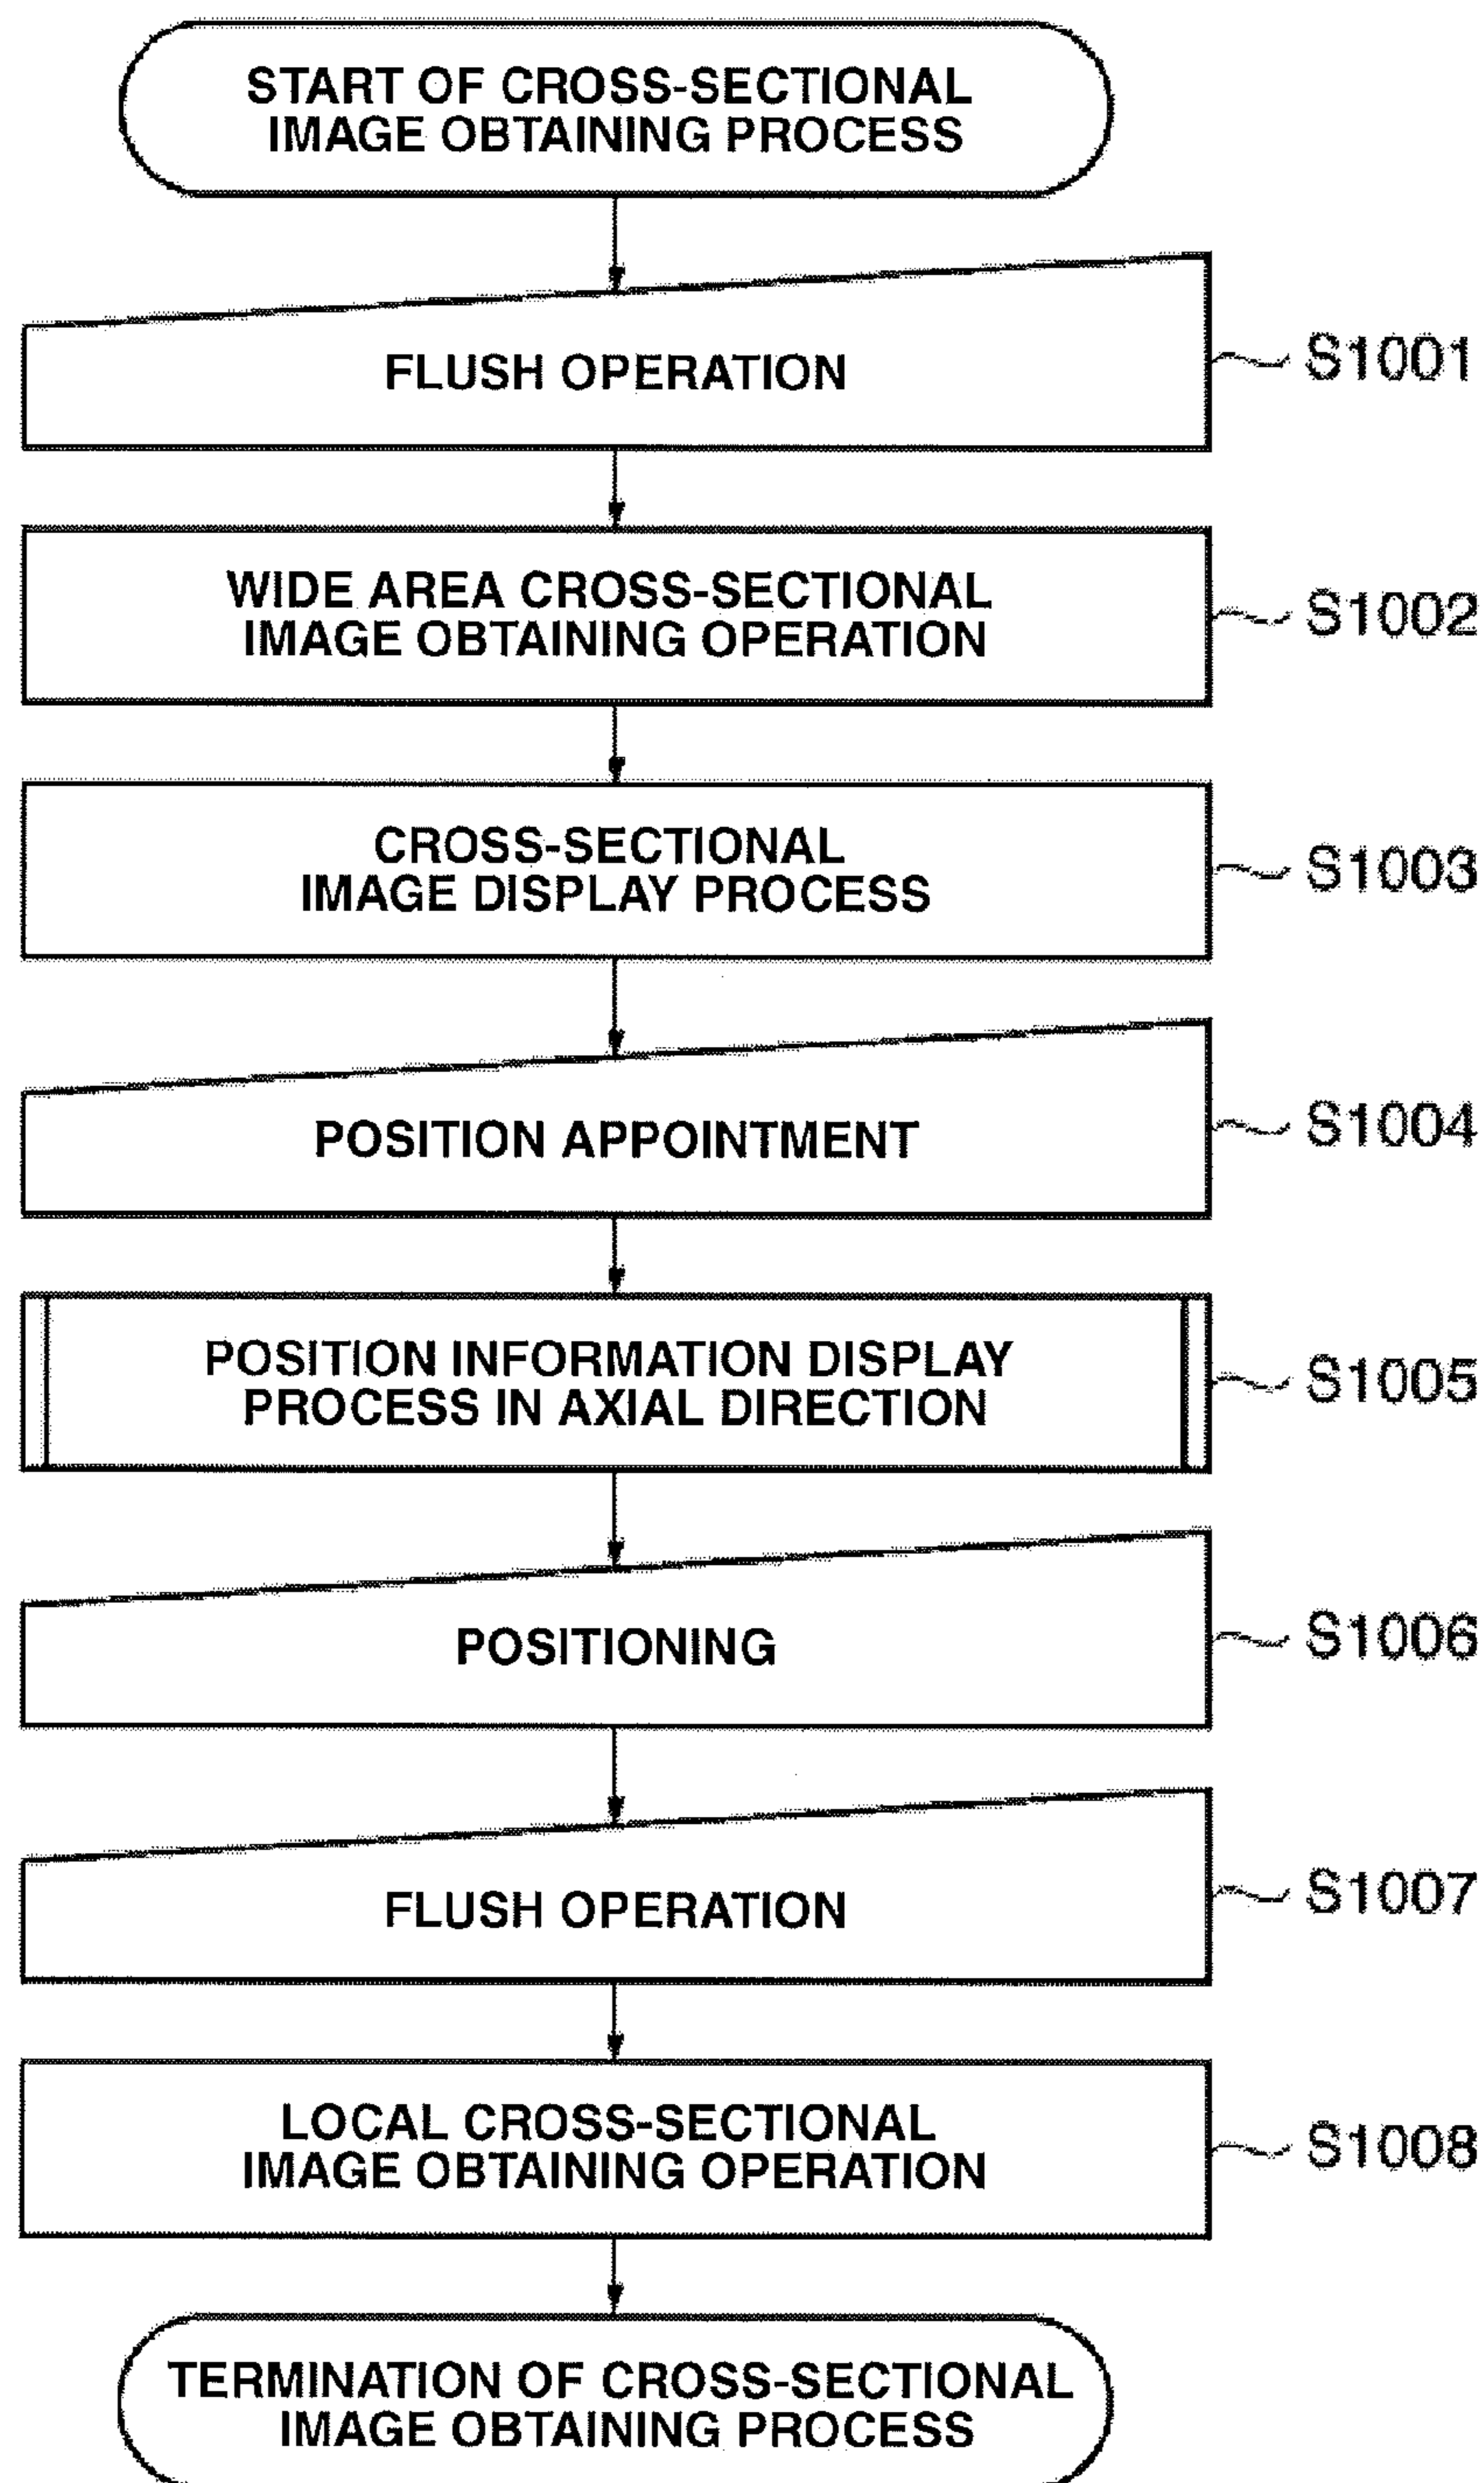 START OF CROSS-SECTIONAL
IMAGE OBTAINING PROCESS
FLUSH OPERATION
S1001
WIDE AREA CROSS-SECTIONAL
IMAGE OBTAINING OPERATION
S1002
CROSS-SECTIONAL
IMAGE DISPLAY PROCESS
S1003
POSITION APPOINTMENT
S1004
POSITION INFORMATION DISPLAY
PROCESS IN AXIAL DIRECTION
S1005
POSITIONING
S1006
FLUSH OPERATION
S1007
LOCAL CROSS-SECTIONAL
IMAGE OBTAINING OPERATION
S1008
TERMINATION OF CROSS-SECTIONAL
IMAGE OBTAINING PROCESS